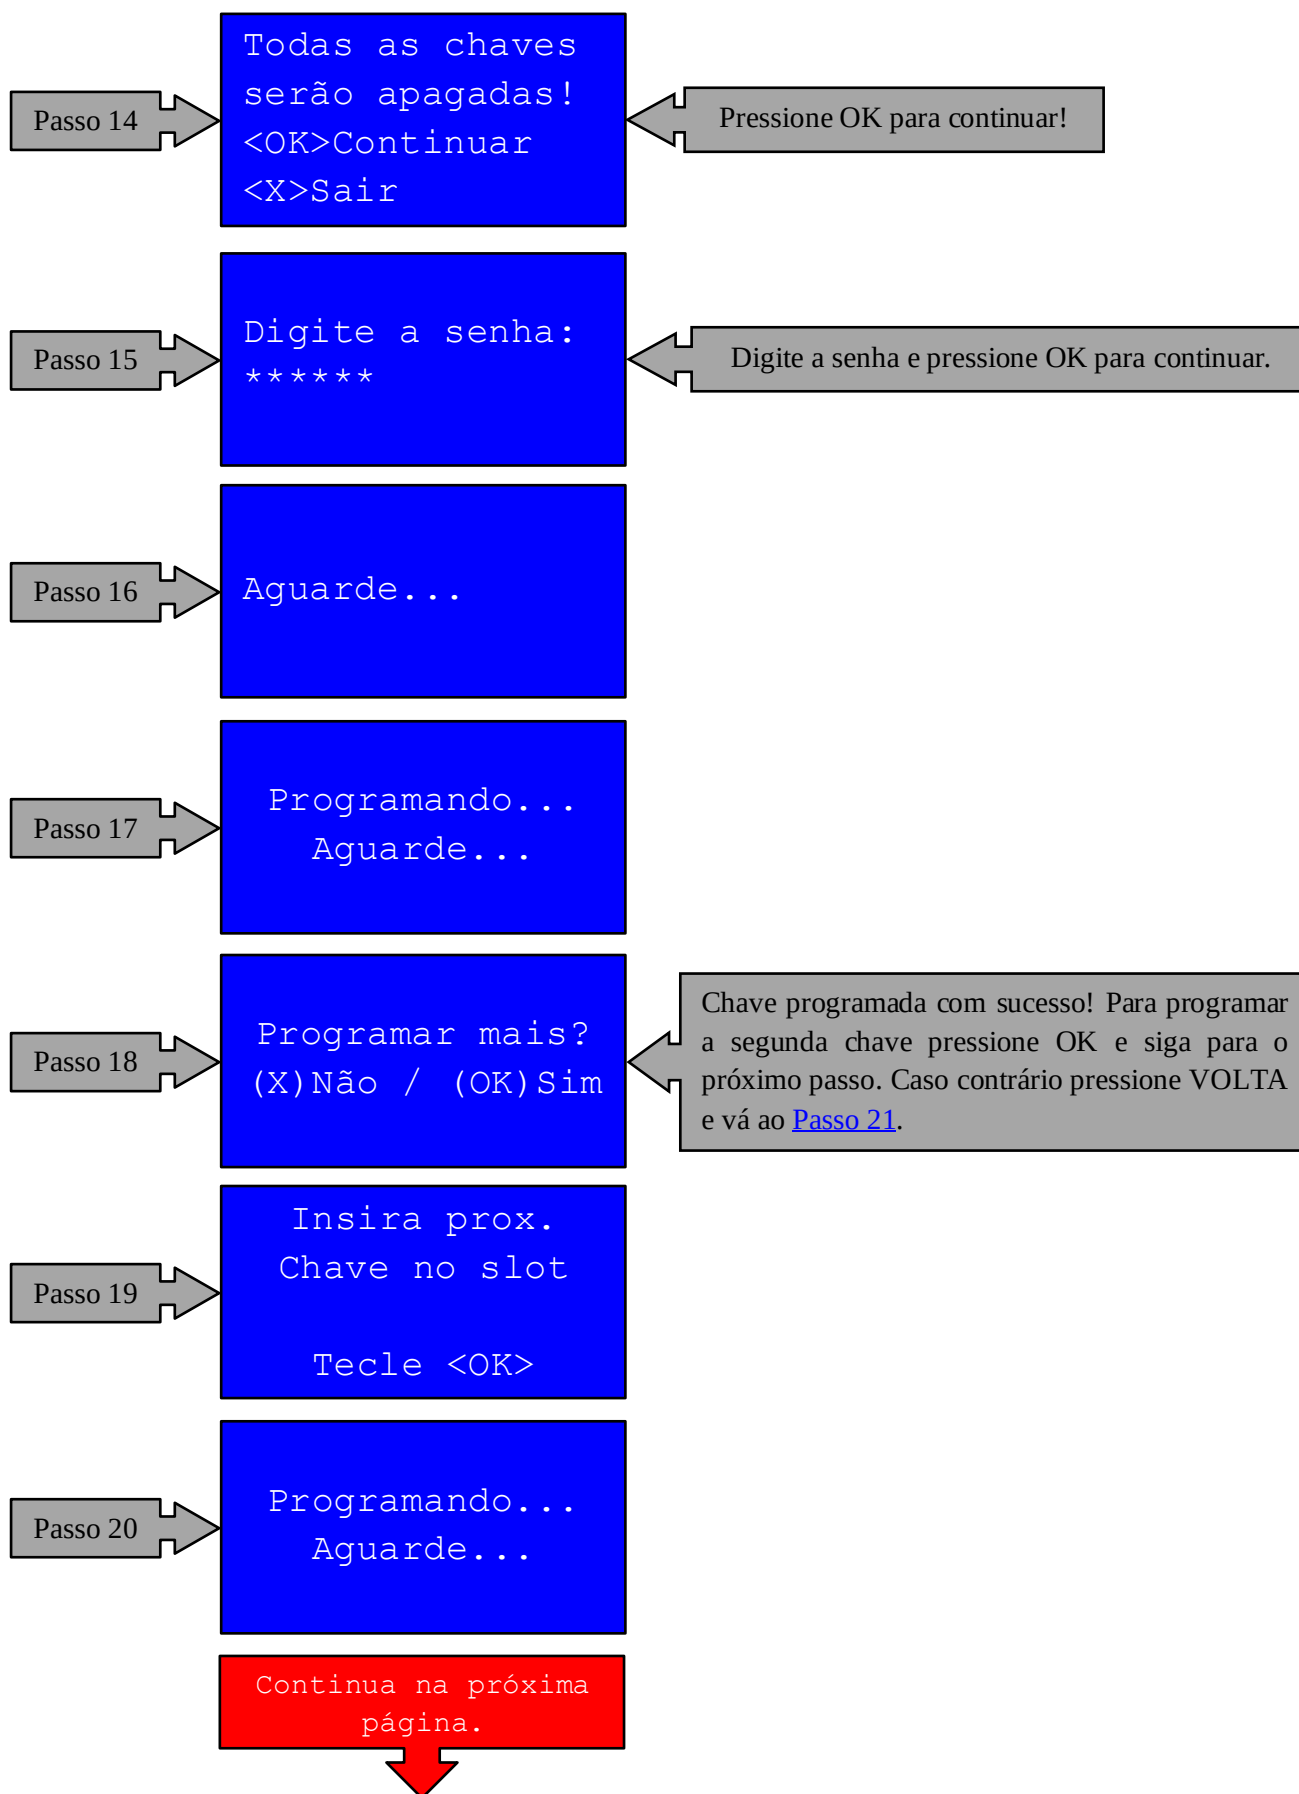 Passo 14
Todas as chaves
serão apagadas!
<OK>Continuar
<X>Sair
Pressione OK para continuar!
Passo 15
Digite a senha:
******
Digite a senha e pressione OK para continuar.
Passo 16
Aguarde...
Passo 17
Programando...
Aguarde...
Passo 18
Programar mais?
(X)Não / (OK)Sim
Chave programada com sucesso! Para programar
a segunda chave pressione OK e siga para o
próximo passo. Caso contrário pressione VOLTA
e vá ao Passo 21.
Passo 19
Insira prox.
Chave no slot
Tecle <OK>
Passo 20
Programando...
Aguarde...
Continua na próxima
página.